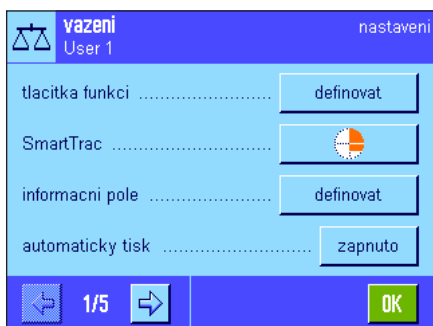 vazeni
User 1
nastaveni
tlacitka funkci ........................ definovat
SmartTrac ............................
informacni pole ...................... definovat
automaticky tisk ........................... zapnuto
1/5
OK